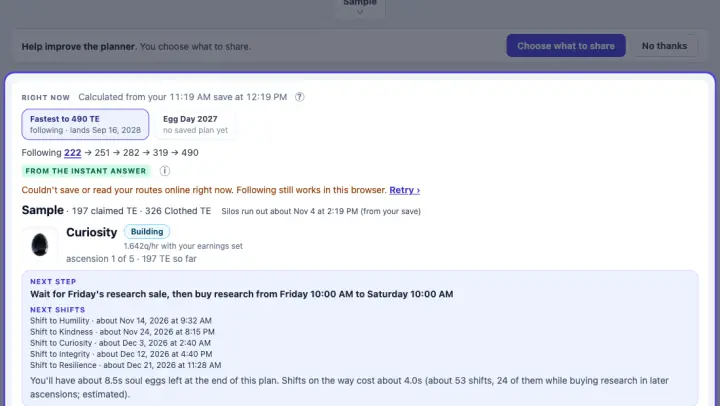 Sample
Help improve the planner. You choose what to share.
Choose what to share
No thanks
RIGHT NOW Calculated from your 11:19 AM save at 12:19 PM ?
Fastest to 490 TE
following · lands Sep 16, 2028
Egg Day 2027
no saved plan yet
Following 222 → 251 → 282 → 319 → 490
FROM THE INSTANT ANSWER i
Couldn't save or read your routes online right now. Following still works in this browser. Retry ›
Sample · 197 claimed TE · 326 Clothed TE Silos run out about Nov 4 at 2:19 PM (from your save)
Curiosity Building
1.642q/hr with your earnings set
ascension 1 of 5 · 197 TE so far
NEXT STEP
Wait for Friday's research sale, then buy research from Friday 10:00 AM to Saturday 10:00 AM
NEXT SHIFTS
Shift to Humility · about Nov 14, 2026 at 9:32 AM
Shift to Kindness · about Nov 24, 2026 at 8:15 PM
Shift to Curiosity · about Dec 3, 2026 at 2:40 AM
Shift to Integrity · about Dec 12, 2026 at 4:40 PM
Shift to Resilience · about Dec 21, 2026 at 11:28 AM
You'll have about 8.5s soul eggs left at the end of this plan. Shifts on the way cost about 4.0s (about 53 shifts, 24 of them while buying research in later
ascensions; estimated).